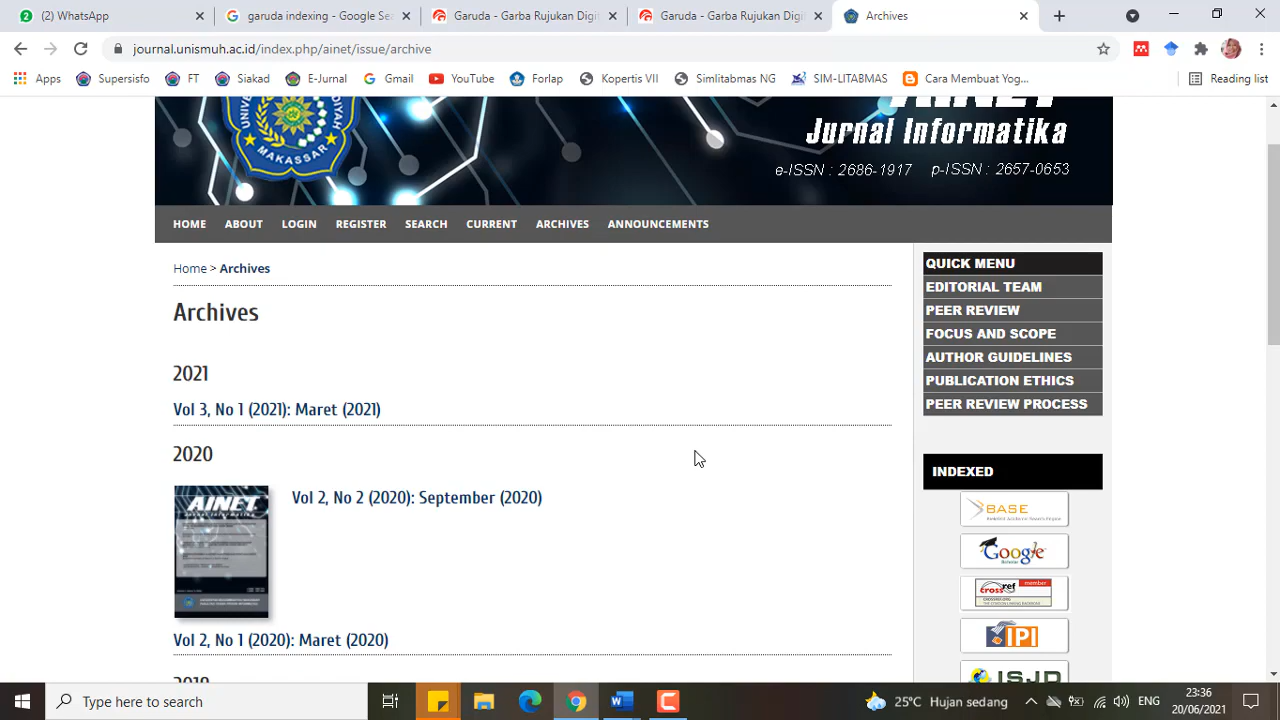 (2) WhatsApp
garuda indexing - Google Sea
Garuda - Garba Rujukan Digi
Garuda - Garba Rujukan Digi
Archives
journal.unismuh.ac.id/index.php/ainet/issue/archive
Apps
Supersisfo
FT
Siakad
E-Jurnal
Gmail
YouTube
Forlap
Kopertis VII
Similtabmas NG
SIM-LITABMAS
Cara Membuat Yog...
Reading list
MAKASSAR
Jurnal Informatika
e-ISSN : 2686-1917 p-ISSN : 2657-0653
HOME ABOUT LOGIN REGISTER SEARCH CURRENT ARCHIVES ANNOUNCEMENTS
Home > Archives
Archives
2021
Vol 3, No 1 (2021): Maret (2021)
2020
AINET
Vol 2, No 2 (2020): September (2020)
Vol 2, No 1 (2020): Maret (2020)
QUICK MENU
EDITORIAL TEAM
PEER REVIEW
FOCUS AND SCOPE
AUTHOR GUIDELINES
PUBLICATION ETHICS
PEER REVIEW PROCESS
INDEXED
BASE
Google
crossref
member
IPI
ISJD
Type here to search
25°C Hujan sedang
ENG
23:36
20/06/2021